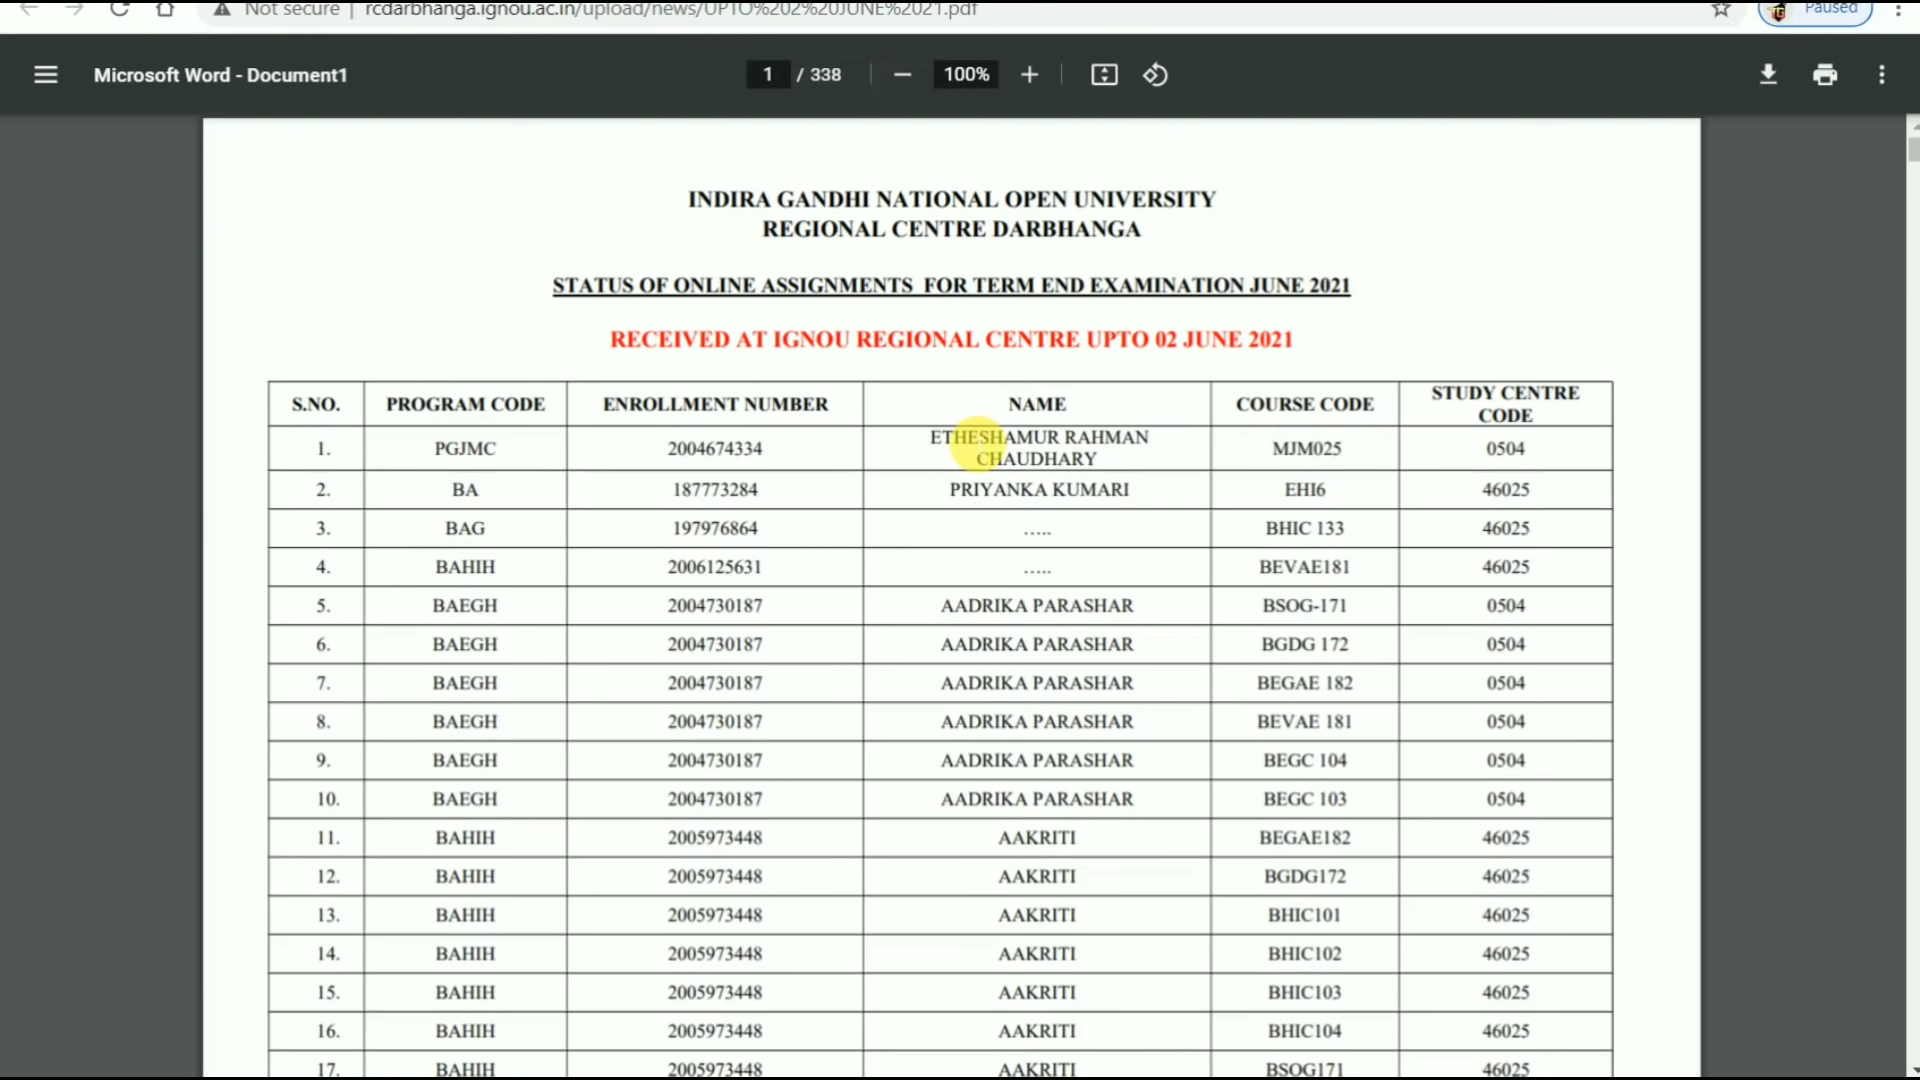 Not secure | rcdarbhanga.ignou.ac.in/upload/news/UPTO%202%20JUNE%2021.pdf Paused
Microsoft Word - Document1 1 / 338 — 100% +
INDIRA GANDHI NATIONAL OPEN UNIVERSITY
REGIONAL CENTRE DARBHANGA
STATUS OF ONLINE ASSIGNMENTS FOR TERM END EXAMINATION JUNE 2021
RECEIVED AT IGNOU REGIONAL CENTRE UPTO 02 JUNE 2021
S.NO. PROGRAM CODE ENROLLMENT NUMBER NAME COURSE CODE STUDY CENTRE CODE
1. PGJMC 2004674334 ETHESHAMUR RAHMAN CHAUDHARY MJM025 0504
2. BA 187773284 PRIYANKA KUMARI EHI6 46025
3. BAG 197976864 ..... BHIC 133 46025
4. BAHIH 2006125631 ..... BEVAE181 46025
5. BAEGH 2004730187 AADRIKA PARASHAR BSOG-171 0504
6. BAEGH 2004730187 AADRIKA PARASHAR BGDG 172 0504
7. BAEGH 2004730187 AADRIKA PARASHAR BEGAE 182 0504
8. BAEGH 2004730187 AADRIKA PARASHAR BEVAE 181 0504
9. BAEGH 2004730187 AADRIKA PARASHAR BEGC 104 0504
10. BAEGH 2004730187 AADRIKA PARASHAR BEGC 103 0504
11. BAHIH 2005973448 AAKRITI BEGAE182 46025
12. BAHIH 2005973448 AAKRITI BGDG172 46025
13. BAHIH 2005973448 AAKRITI BHIC101 46025
14. BAHIH 2005973448 AAKRITI BHIC102 46025
15. BAHIH 2005973448 AAKRITI BHIC103 46025
16. BAHIH 2005973448 AAKRITI BHIC104 46025
17. BAHIH 2005973448 AAKRITI BSOG171 46025